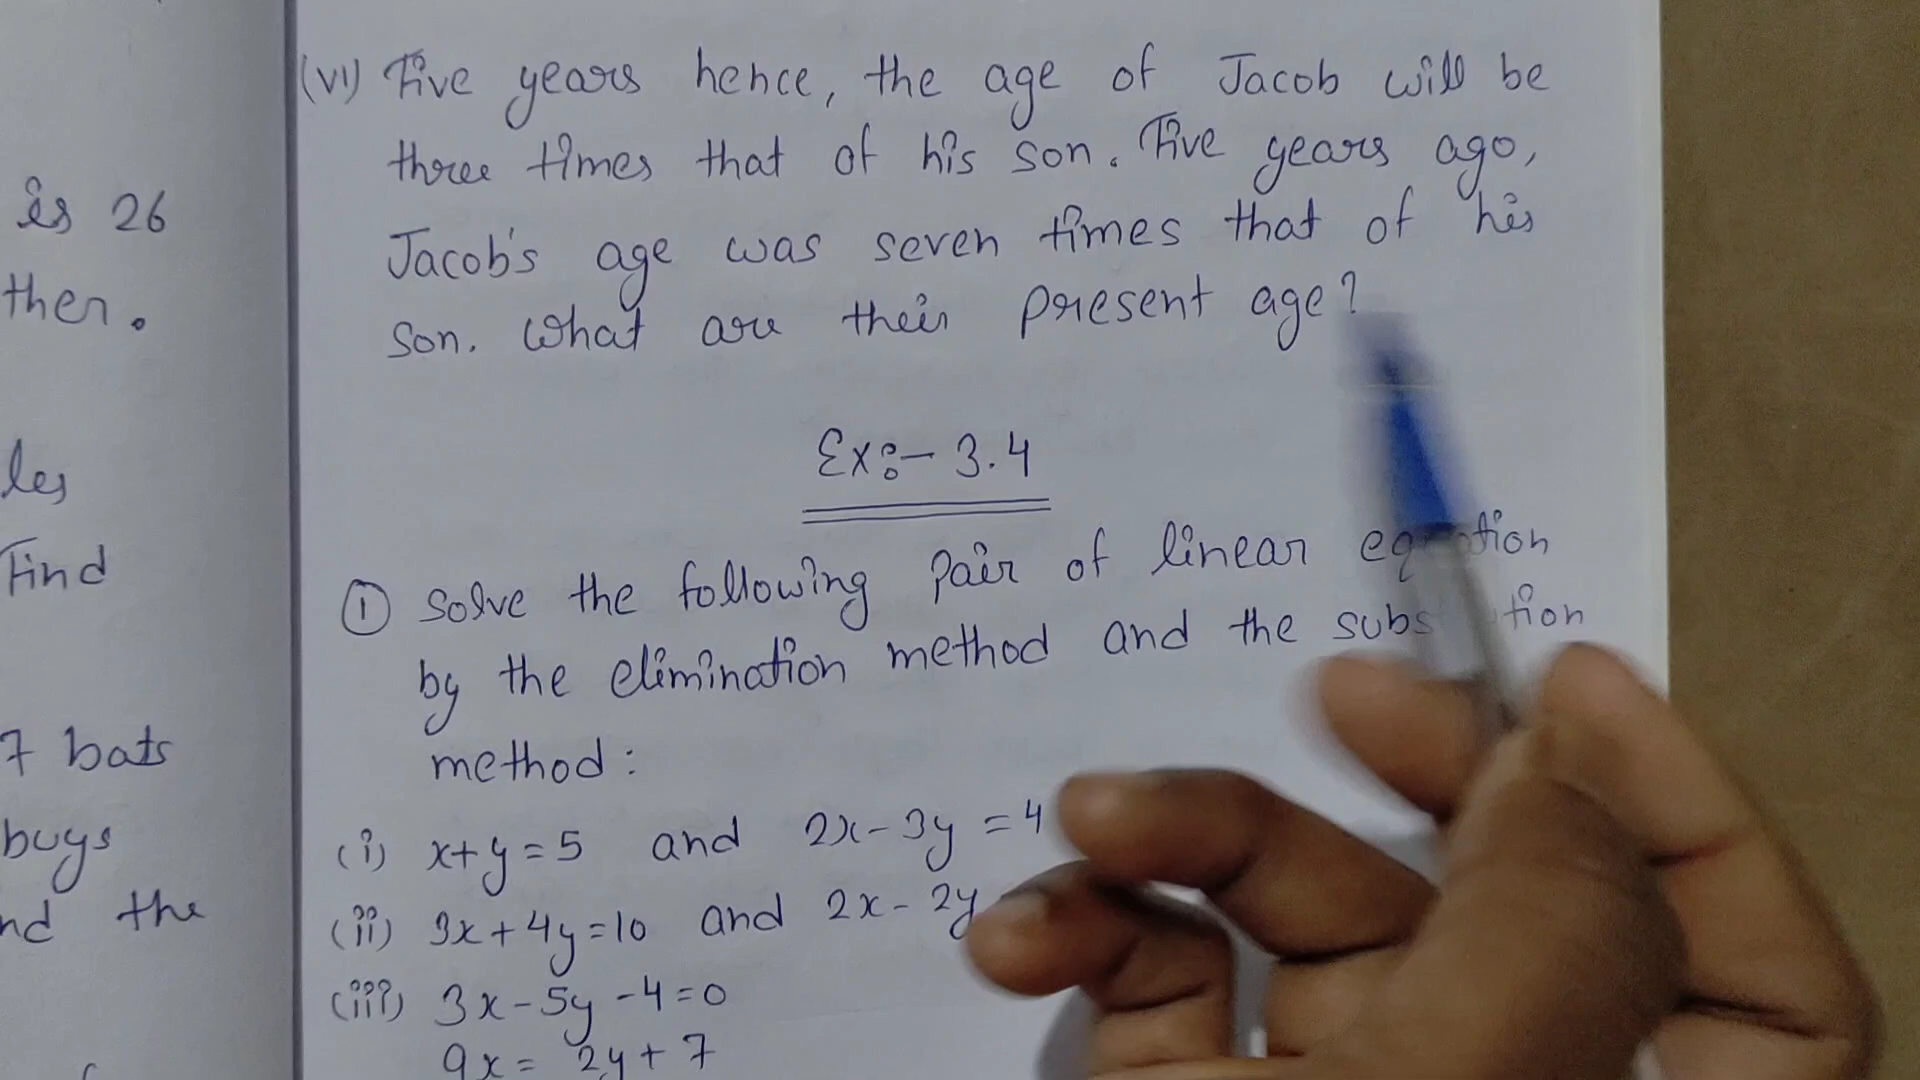 is 26
ther.
les
Find
7 bats
buys
nd the
(VI) Five years hence, the age of Jacob will be
three times that of his son. Five years ago,
Jacob's age was seven times that of his
son. What are their present age?
Ex:- 3.4
① Solve the following pair of linear
by the elimination method and the
method:
(i) x+y=5 and 2x-3y=4
(ii) 3x+4y=10 and 2x-2y
(iii) 3x-5y-4=0
9x= 2y+7